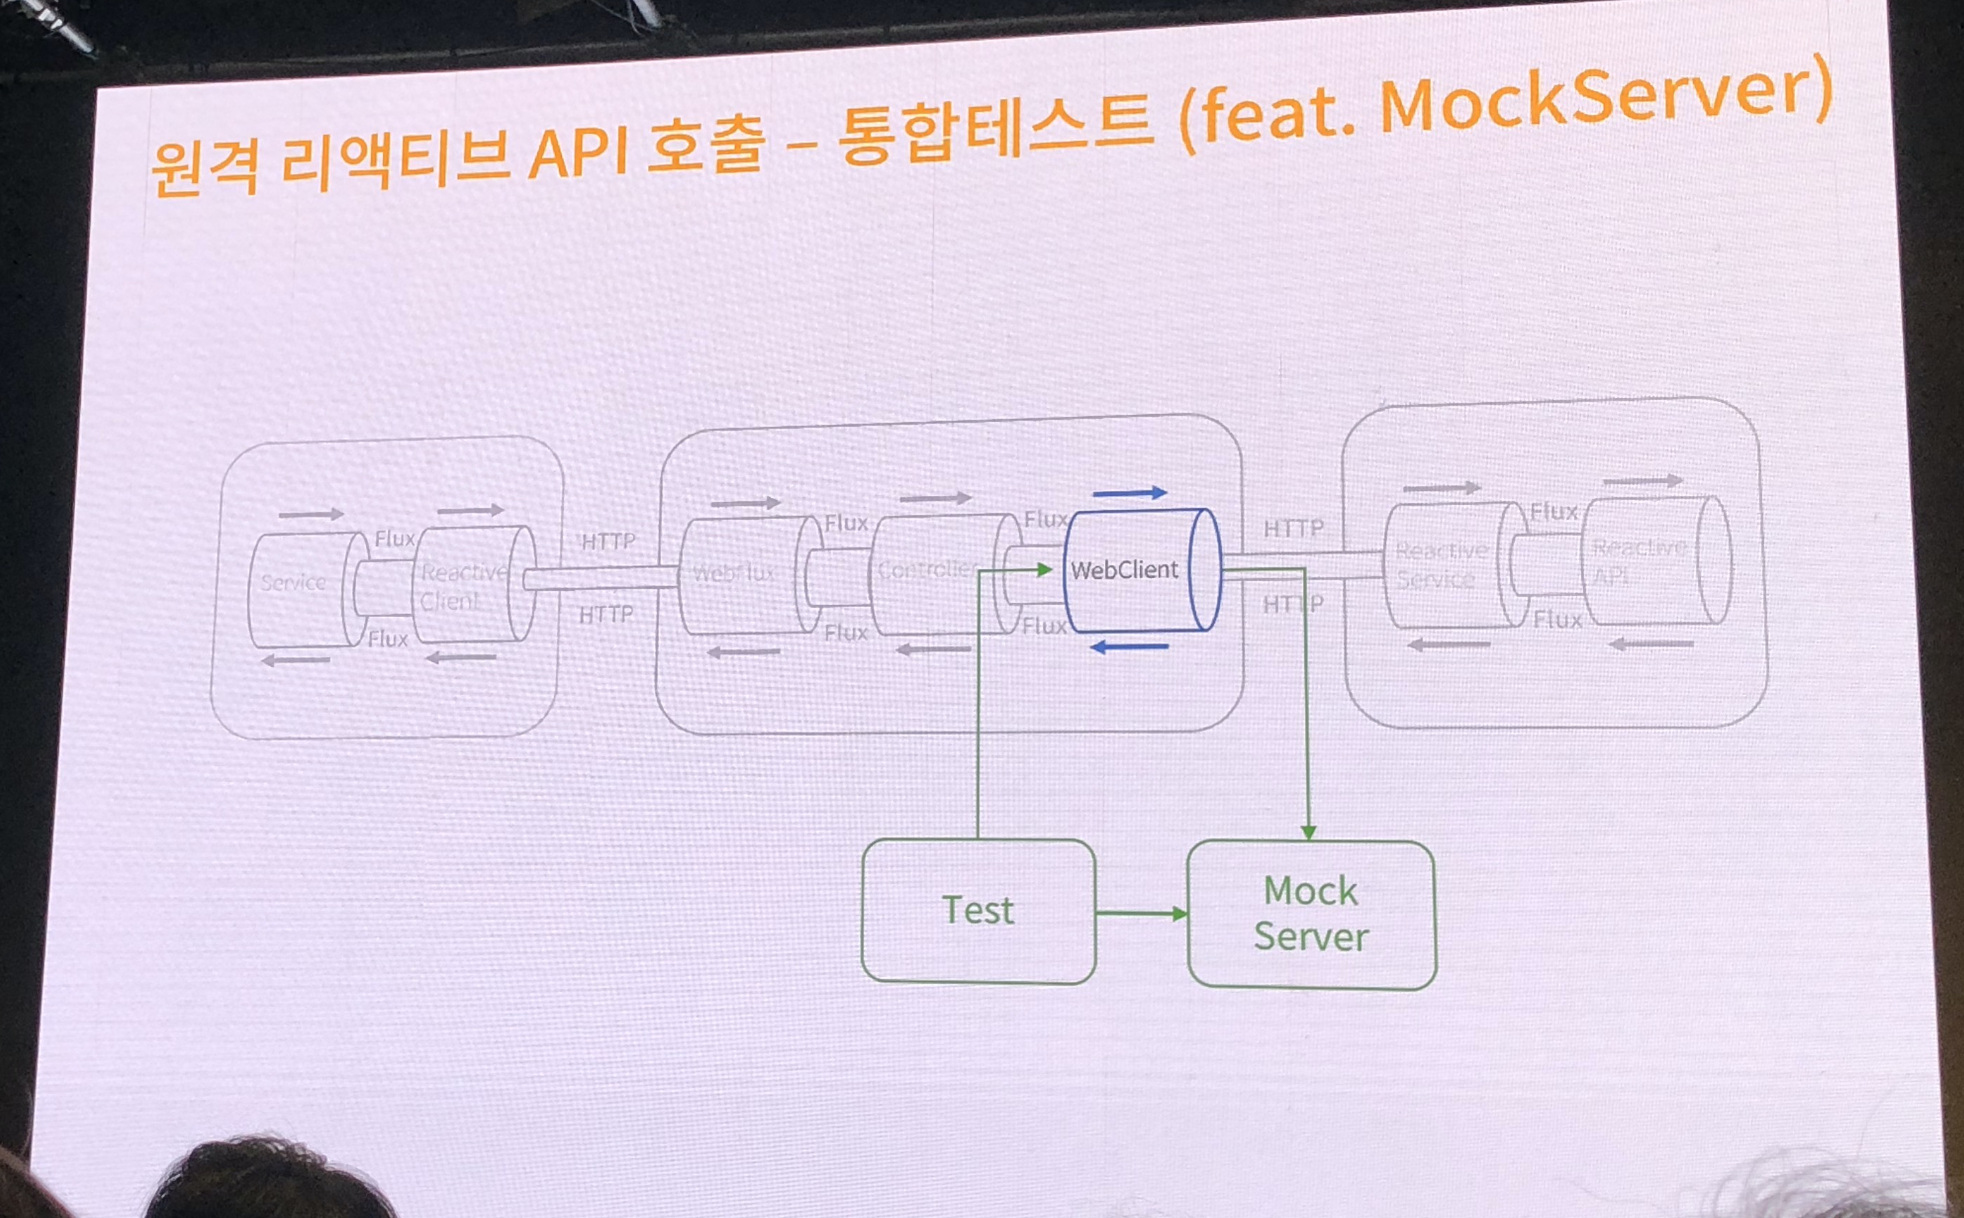 원격 리액티브 API 호출 – 통합테스트 (feat. MockServer)
Service
Flux
Flux
Reactive
Client
HTTP
HTTP
WebFlux
Flux
Flux
Controller
Flux
Flux
WebClient
HTTP
HTTP
Reactive
Service
Flux
Flux
Reactive
API
Test
Mock
Server